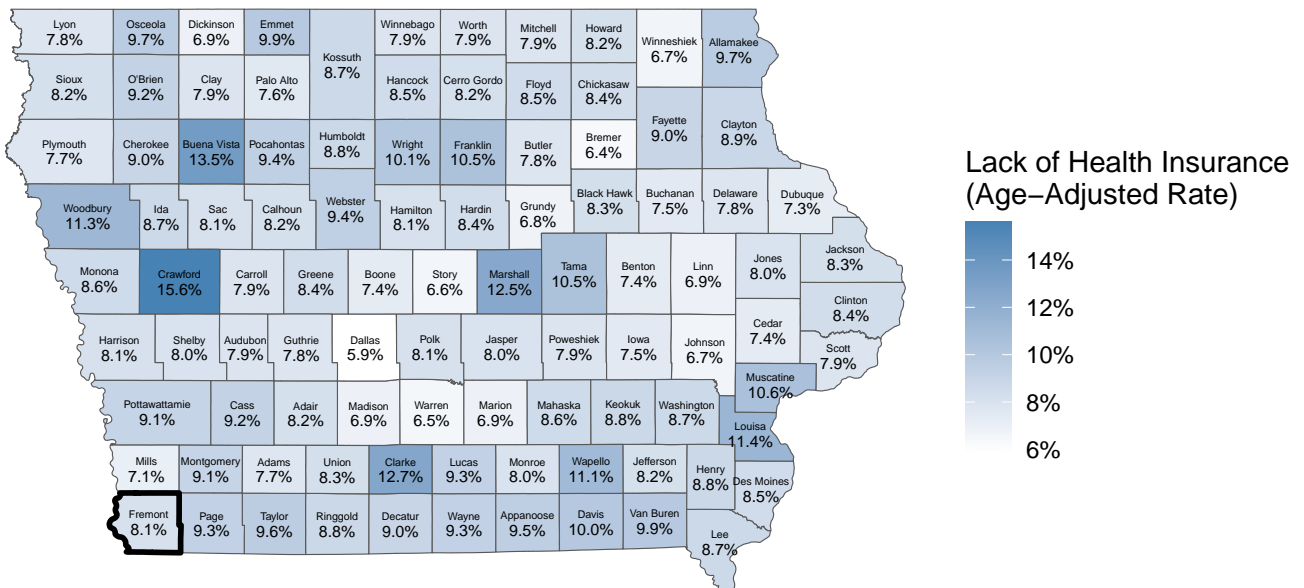 Lyon
7.8%
Osceola
9.7%
Dickinson
6.9%
Emmet
9.9%
Winnebago
7.9%
Worth
7.9%
Mitchell
7.9%
Howard
8.2%
Winneshiek
6.7%
Allamakee
9.7%
Kossuth
8.7%
Sioux
8.2%
O'Brien
9.2%
Clay
7.9%
Palo Alto
7.6%
Hancock
8.5%
Cerro Gordo
8.2%
Floyd
8.5%
Chickasaw
8.4%
Fayette
9.0%
Clayton
8.9%
Plymouth
7.7%
Cherokee
9.0%
Buena Vista
13.5%
Pocahontas
9.4%
Humboldt
8.8%
Wright
10.1%
Franklin
10.5%
Butler
7.8%
Bremer
6.4%
Woodbury
11.3%
Ida
8.7%
Sac
8.1%
Calhoun
8.2%
Webster
9.4%
Hamilton
8.1%
Hardin
8.4%
Grundy
6.8%
Black Hawk
8.3%
Buchanan
7.5%
Delaware
7.8%
Dubuque
7.3%
Monona
8.6%
Crawford
15.6%
Carroll
7.9%
Greene
8.4%
Boone
7.4%
Story
6.6%
Marshall
12.5%
Tama
10.5%
Benton
7.4%
Linn
6.9%
Jones
8.0%
Jackson
8.3%
Clinton
8.4%
Harrison
8.1%
Shelby
8.0%
Audubon
7.9%
Guthrie
7.8%
Dallas
5.9%
Polk
8.1%
Jasper
8.0%
Poweshiek
7.9%
Iowa
7.5%
Johnson
6.7%
Cedar
7.4%
Scott
7.9%
Muscatine
10.6%
Pottawattamie
9.1%
Cass
9.2%
Adair
8.2%
Madison
6.9%
Warren
6.5%
Marion
6.9%
Mahaska
8.6%
Keokuk
8.8%
Washington
8.7%
Louisa
11.4%
Mills
7.1%
Montgomery
9.1%
Adams
7.7%
Union
8.3%
Clarke
12.7%
Lucas
9.3%
Monroe
8.0%
Wapello
11.1%
Jefferson
8.2%
Henry
8.8%
Des Moines
8.5%
Fremont
8.1%
Page
9.3%
Taylor
9.6%
Ringgold
8.8%
Decatur
9.0%
Wayne
9.3%
Appanoose
9.5%
Davis
10.0%
Van Buren
9.9%
Lee
8.7%
Lack of Health Insurance
(Age−Adjusted Rate)
14%
12%
10%
8%
6%